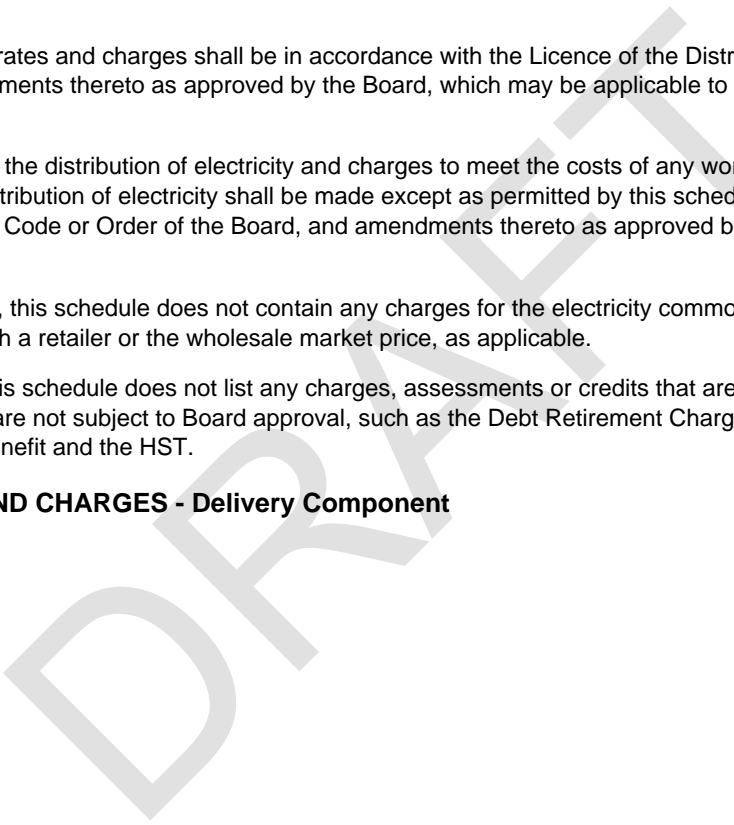 rates and charges shall be in accordance with the Licence of the Distr
ments thereto as approved by the Board, which may be applicable to
the distribution of electricity and charges to meet the costs of any wor
tribution of electricity shall be made except as permitted by this sched
Code or Order of the Board, and amendments thereto as approved b
, this schedule does not contain any charges for the electricity commo
h a retailer or the wholesale market price, as applicable.
is schedule does not list any charges, assessments or credits that are
are not subject to Board approval, such as the Debt Retirement Charg
nefit and the HST.
ND CHARGES - Delivery Component
DRAFT